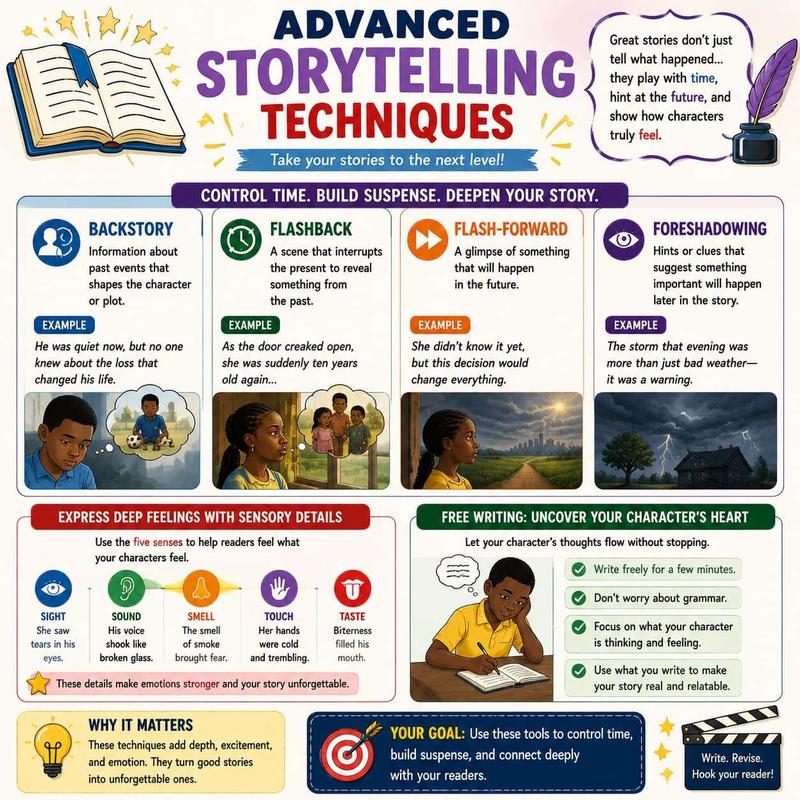 ADVANCED
STORYTELLING
TECHNIQUES
Take your stories to the next level!
Great stories don't just
tell what happened...
they play with time,
hint at the future, and
show how characters
truly feel.
CONTROL TIME. BUILD SUSPENSE. DEEPEN YOUR STORY.
BACKSTORY
Information about
past events that
shapes the character
or plot.
EXAMPLE
He was quiet now, but no one
knew about the loss that
changed his life.
FLASHBACK
A scene that interrupts
the present to reveal
something from
the past.
EXAMPLE
As the door creaked open,
she was suddenly ten years
old again...
FLASH-FORWARD
A glimpse of something
that will happen
in the future.
EXAMPLE
She didn't know it yet,
but this decision would
change everything.
FORESHADOWING
Hints or clues that
suggest something
important will happen
later in the story.
EXAMPLE
The storm that evening was
more than just bad weather—
it was a warning.
EXPRESS DEEP FEELINGS WITH SENSORY DETAILS
Use the five senses to help readers feel what
your characters feel.
SIGHT
She saw
tears in his
eyes.
SOUND
His voice
shook like
broken glass.
SMELL
The smell
of smoke
brought fear.
TOUCH
Her hands
were cold
and trembling.
TASTE
Bitterness
filled his
mouth.
These details make emotions stronger and your story unforgettable.
FREE WRITING: UNCOVER YOUR CHARACTER'S HEART
Let your character's thoughts flow without stopping.
Write freely for a few minutes.
Don't worry about grammar.
Focus on what your character
is thinking and feeling.
Use what you write to make
your story real and relatable.
WHY IT MATTERS
These techniques add depth, excitement,
and emotion. They turn good stories
into unforgettable ones.
YOUR GOAL: Use these tools to control time,
build suspense, and connect deeply
with your readers.
Write. Revise.
Hook your reader!